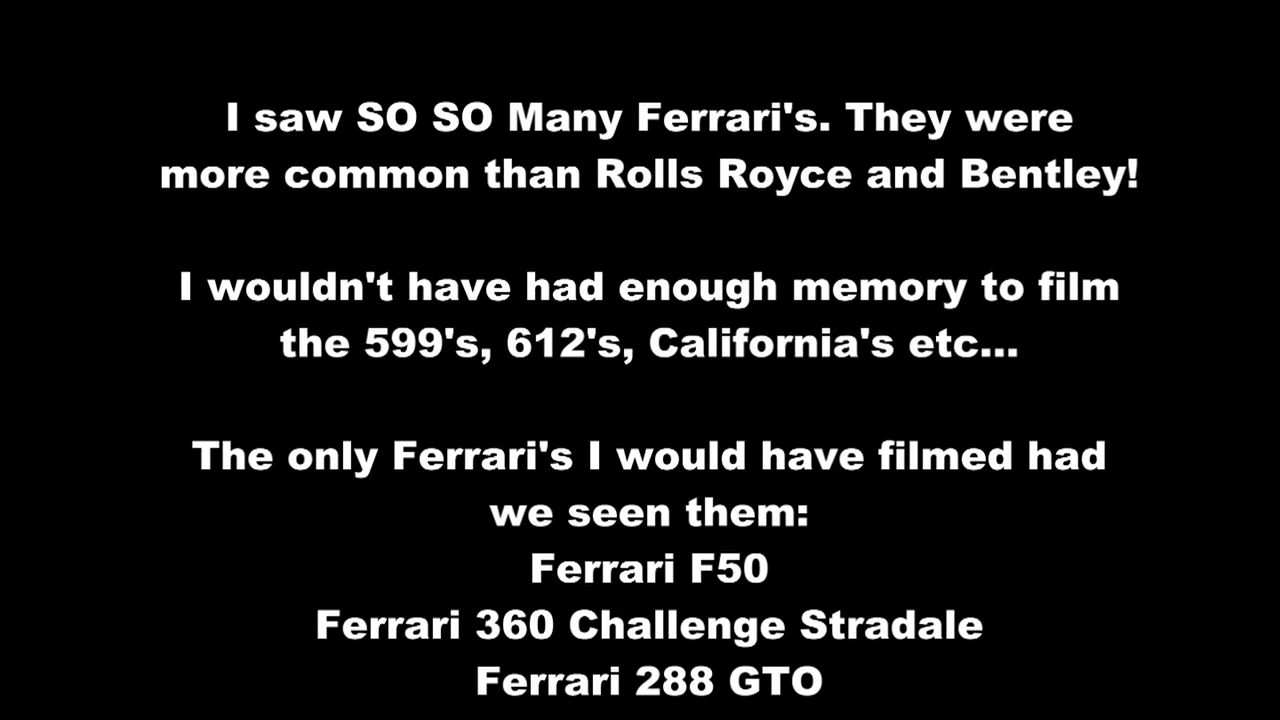 I saw SO SO Many Ferrari's. They were
more common than Rolls Royce and Bentley!
I wouldn't have had enough memory to film
the 599's, 612's, California's etc...
The only Ferrari's I would have filmed had
we seen them:
Ferrari F50
Ferrari 360 Challenge Stradale
Ferrari 288 GTO